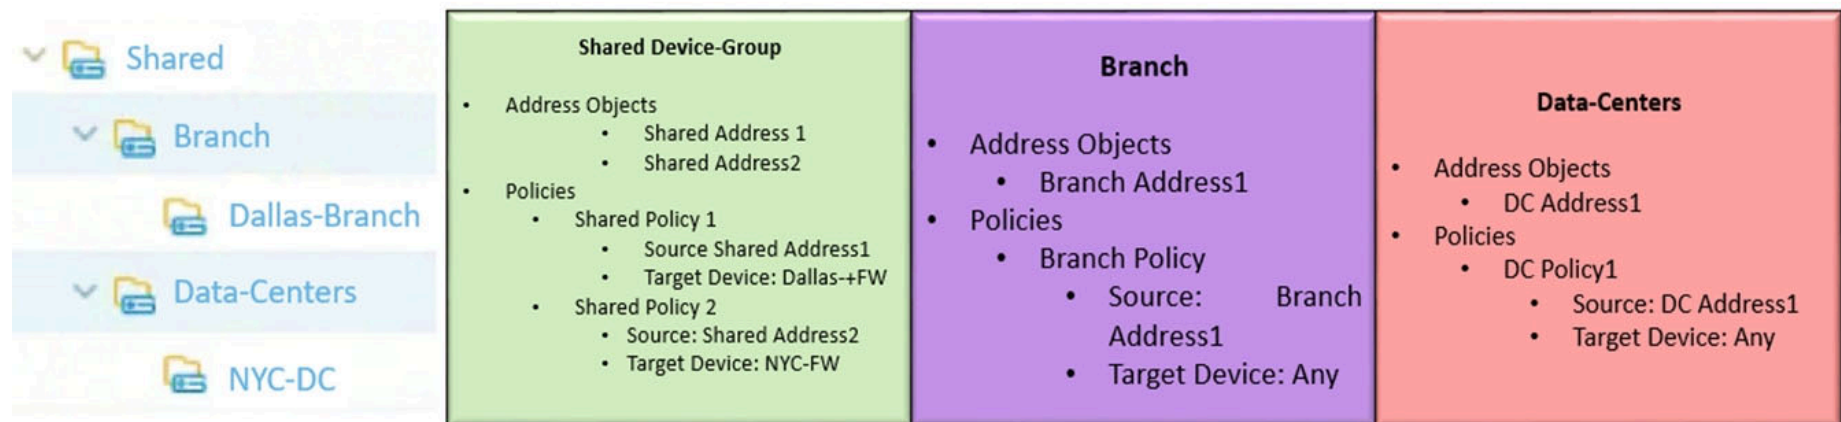 Shared
Branch
Dallas-Branch
Data-Centers
NYC-DC
Shared Device-Group
• Address Objects
• Shared Address 1
• Shared Address2
• Policies
• Shared Policy 1
• Source Shared Address1
• Target Device: Dallas-+FW
• Shared Policy 2
• Source: Shared Address2
• Target Device: NYC-FW
Branch
• Address Objects
• Branch Address1
• Policies
• Branch Policy
• Source: Branch
Address1
• Target Device: Any
Data-Centers
• Address Objects
• DC Address1
• Policies
• DC Policy1
• Source: DC Address1
• Target Device: Any